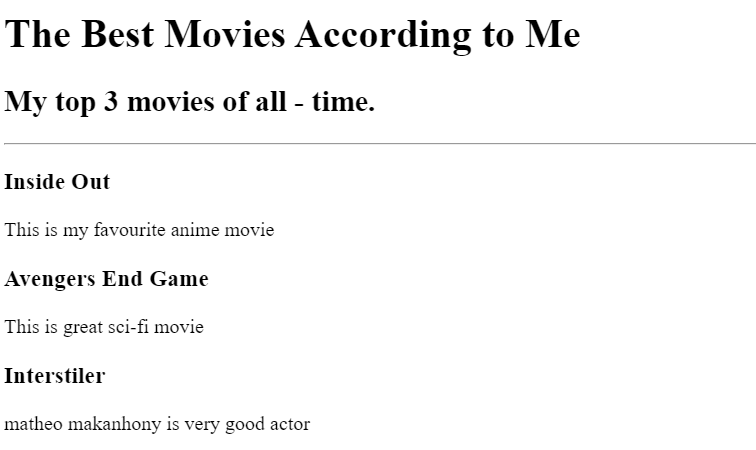 The Best Movies According to Me
My top 3 movies of all - time.
Inside Out
This is my favourite anime movie
Avengers End Game
This is great sci-fi movie
Interstiler
matheo makanhony is very good actor